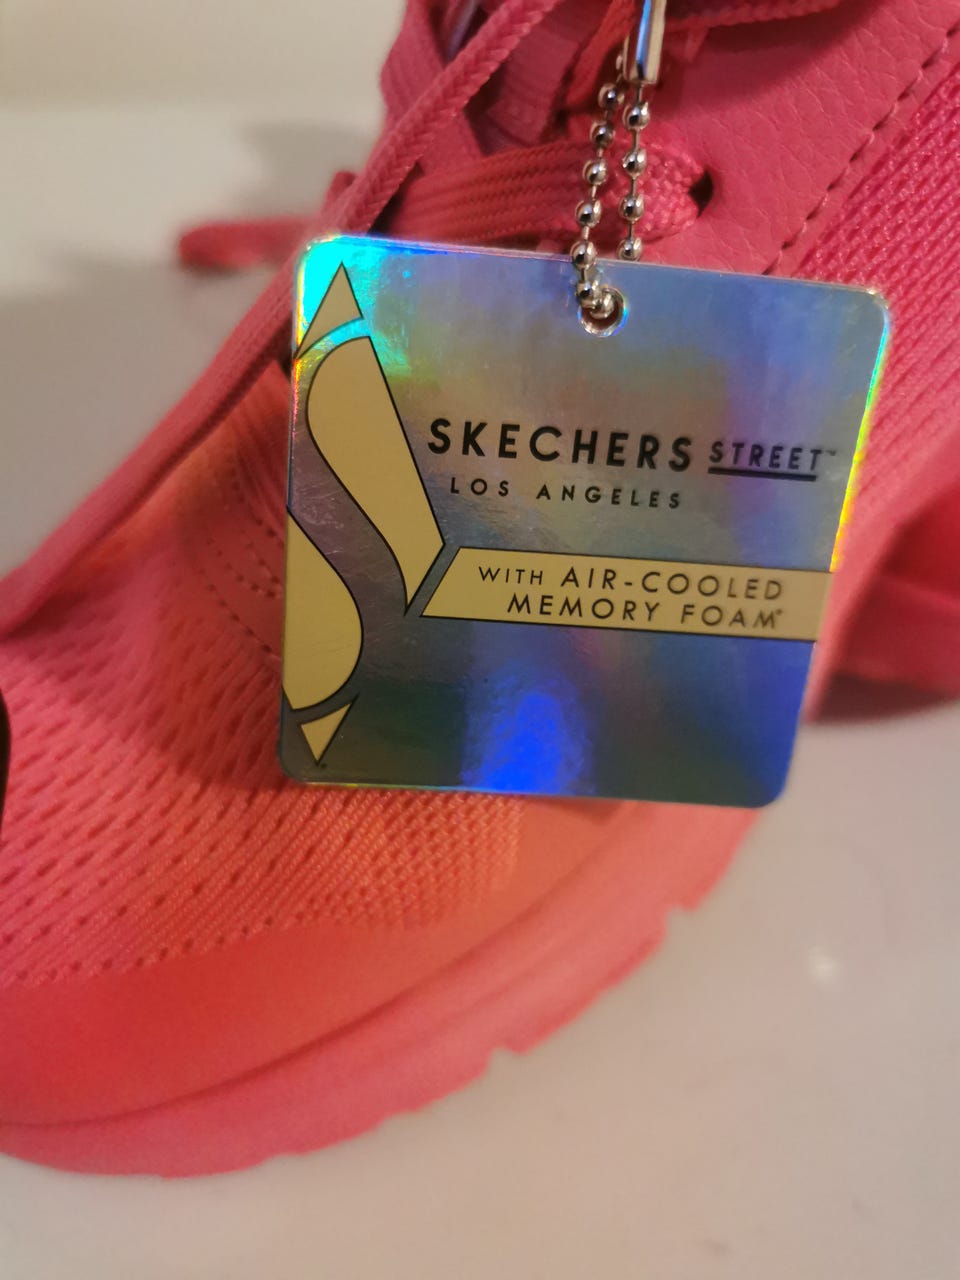 SKECHERS STREET™
LOS ANGELES
WITH AIR-COOLED
MEMORY FOAM®